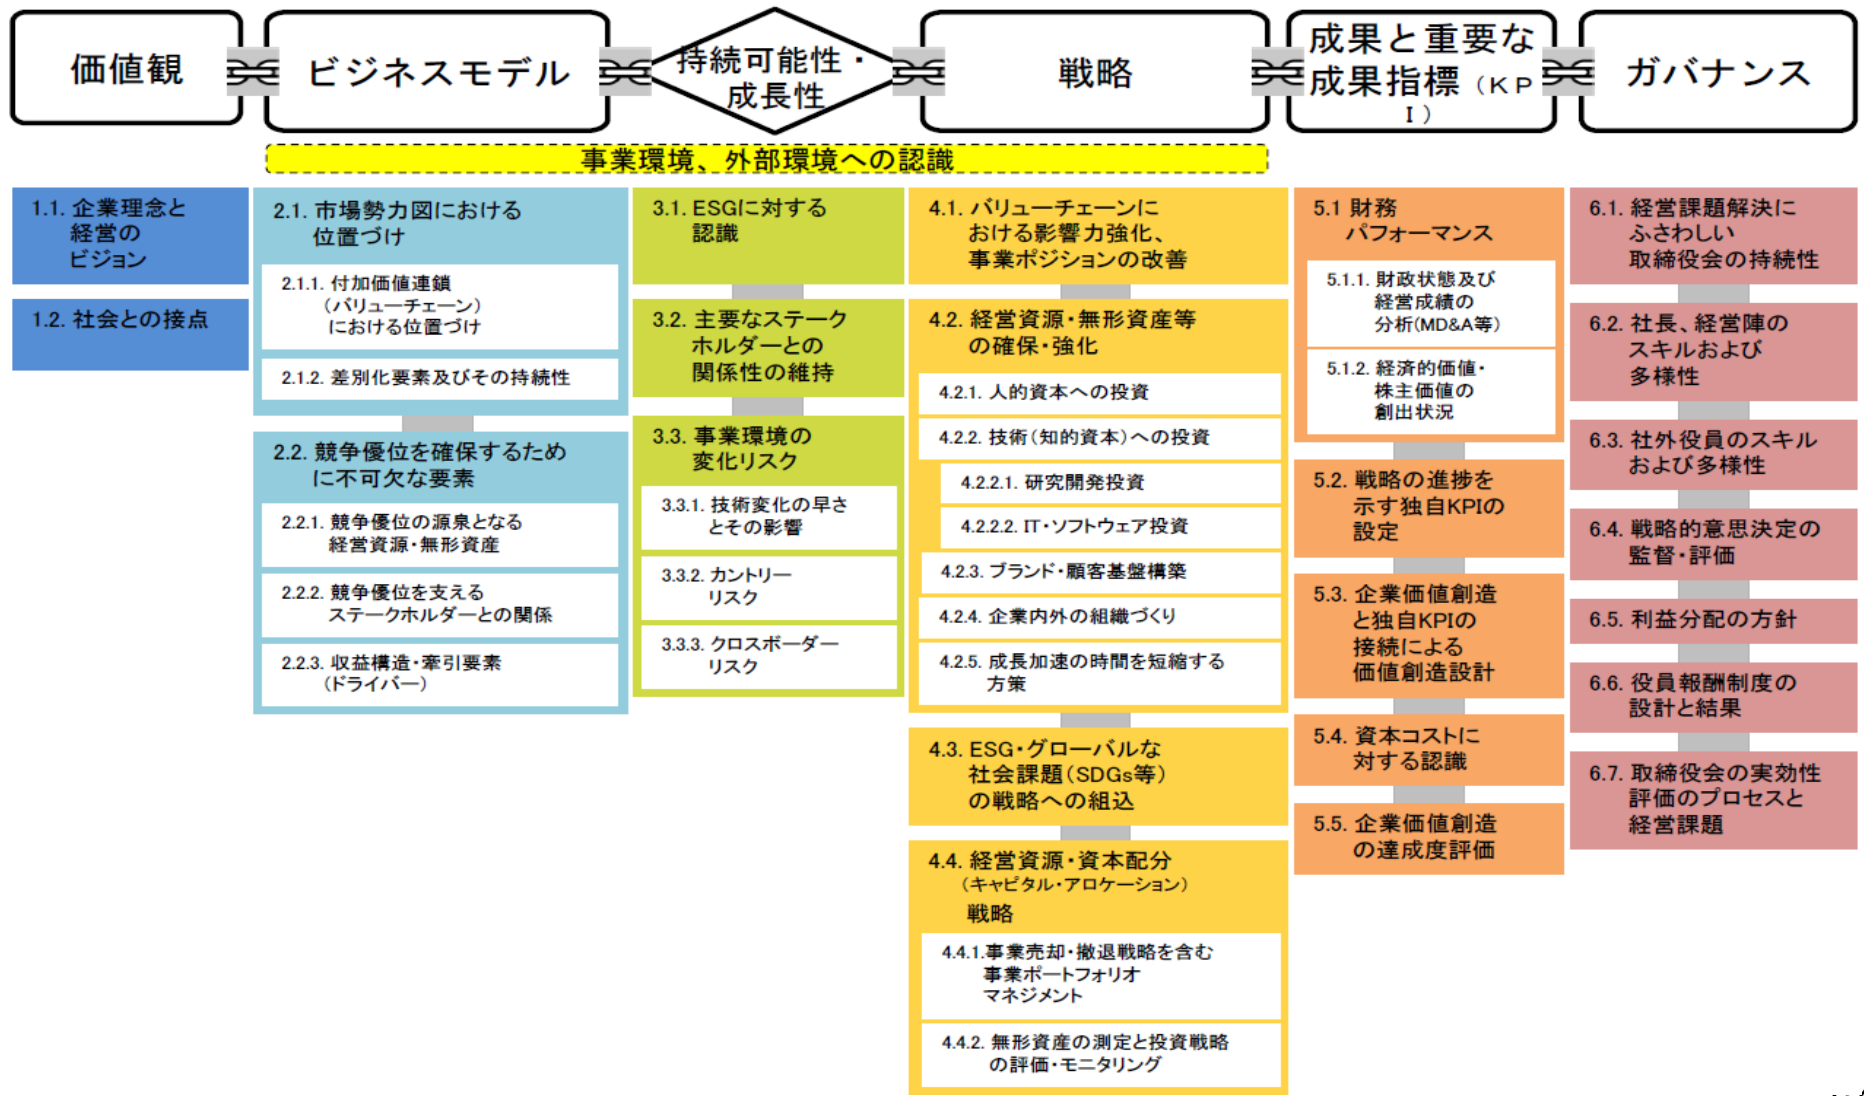 価値観
ビジネスモデル
持続可能性・
成長性
戦略
成果と重要な
成果指標（ＫＰ
Ｉ）
ガバナンス
事業環境、外部環境への認識
1.1. 企業理念と
経営の
ビジョン
1.2. 社会との接点
2.1. 市場勢力図における
位置づけ
2.1.1. 付加価値連鎖
（バリューチェーン）
における位置づけ
2.1.2. 差別化要素及びその持続性
2.2. 競争優位を確保するため
に不可欠な要素
2.2.1. 競争優位の源泉となる
経営資源・無形資産
2.2.2. 競争優位を支える
ステークホルダーとの関係
2.2.3. 収益構造・牽引要素
（ドライバー）
3.1. ESGに対する
認識
3.2. 主要なステーク
ホルダーとの
関係性の維持
3.3. 事業環境の
変化リスク
3.3.1. 技術変化の早さ
とその影響
3.3.2. カントリー
リスク
3.3.3. クロスボーダー
リスク
4.1. バリューチェーンに
おける影響力強化、
事業ポジションの改善
4.2. 経営資源・無形資産等
の確保・強化
4.2.1. 人的資本への投資
4.2.2. 技術（知的資本）への投資
4.2.2.1. 研究開発投資
4.2.2.2. IT・ソフトウェア投資
4.2.3. ブランド・顧客基盤構築
4.2.4. 企業内外の組織づくり
4.2.5. 成長加速の時間を短縮する
方策
4.3. ESG・グローバルな
社会課題（SDGs等）
の戦略への組込
4.4. 経営資源・資本配分
（キャピタル・アロケーション）
戦略
4.4.1.事業売却・撤退戦略を含む
事業ポートフォリオ
マネジメント
4.4.2. 無形資産の測定と投資戦略
の評価・モニタリング
5.1 財務
パフォーマンス
5.1.1. 財政状態及び
経営成績の
分析(MD&A等）
5.1.2. 経済的価値・
株主価値の
創出状況
5.2. 戦略の進捗を
示す独自KPIの
設定
5.3. 企業価値創造
と独自KPIの
接続による
価値創造設計
5.4. 資本コストに
対する認識
5.5. 企業価値創造
の達成度評価
6.1. 経営課題解決に
ふさわしい
取締役会の持続性
6.2. 社長、経営陣の
スキルおよび
多様性
6.3. 社外役員のスキル
および多様性
6.4. 戦略的意思決定の
監督・評価
6.5. 利益分配の方針
6.6. 役員報酬制度の
設計と結果
6.7. 取締役会の実効性
評価のプロセスと
経営課題